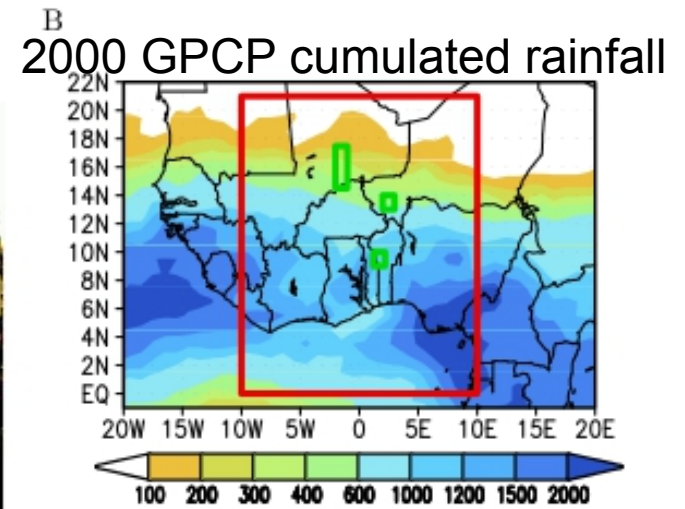 B
2000 GPCP cumulated rainfall
22N
20N
18N
16N
14N
12N
10N
8N
6N
4N
2N
EQ
20W 15W 10W 5W 0 5E 10E 15E 20E
100 200 300 400 600 1000 1200 1500 2000